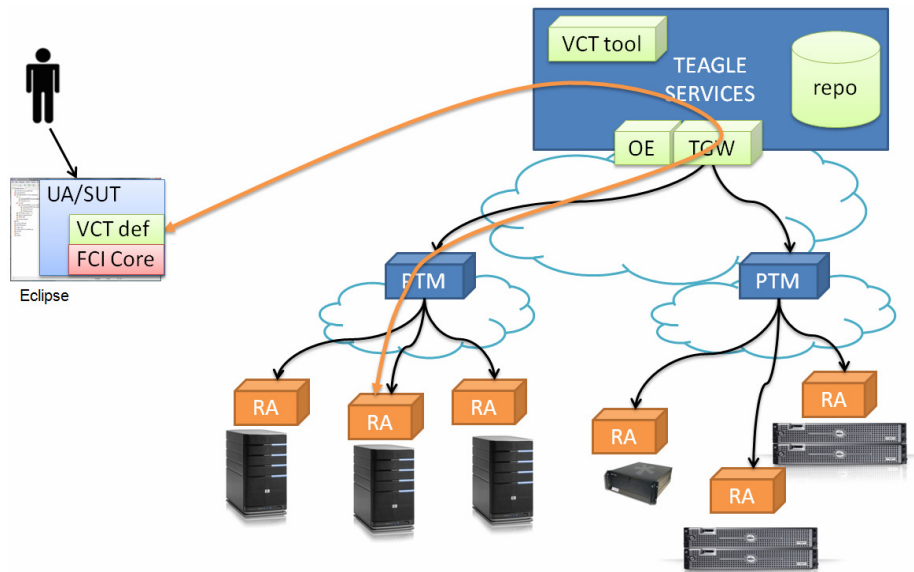 VCT tool
TEAGLE
SERVICES
repo
OE
TGW
UA/SUT
VCT def
FCI Core
Eclipse
PTM
PTM
RA
RA
RA
RA
RA
RA